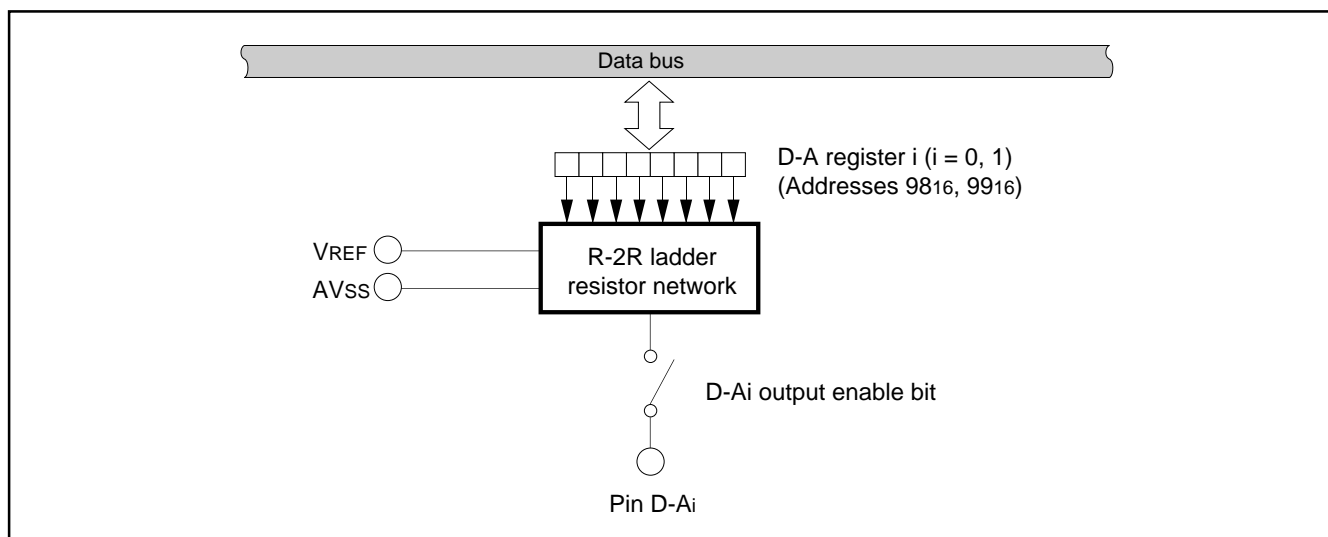 Data bus
D-A register i (i = 0, 1)
(Addresses 9816, 9916)
R-2R ladder
resistor network
VREF
AVSS
D-Ai output enable bit
Pin D-Ai